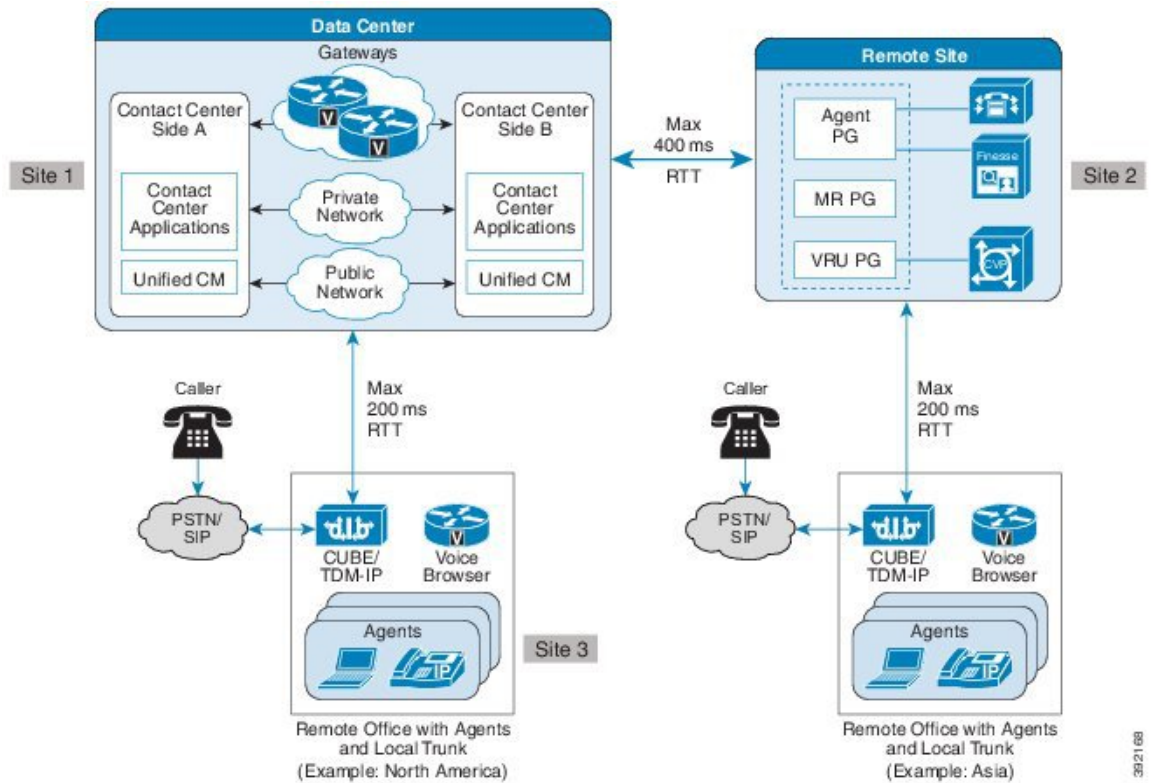 Data Center
Gateways
Contact Center
Side A
V
V
Contact Center
Side B
Contact
Center
Applications
Private
Network
Contact
Center
Applications
Unified CM
Public
Network
Unified CM
Site 1
Max
400 ms
RTT
Remote Site
Agent
PG
Finesse
MR PG
VRU PG
CVP
Site 2
Caller
Max
200 ms
RTT
PSTN/
SIP
CUBE/
TDM-IP
V
Voice
Browser
Agents
IP
Site 3
Remote Office with Agents
and Local Trunk
(Example: North America)
Caller
Max
200 ms
RTT
PSTN/
SIP
CUBE/
TDM-IP
V
Voice
Browser
Agents
IP
Remote Office with Agents
and Local Trunk
(Example: Asia)
392168